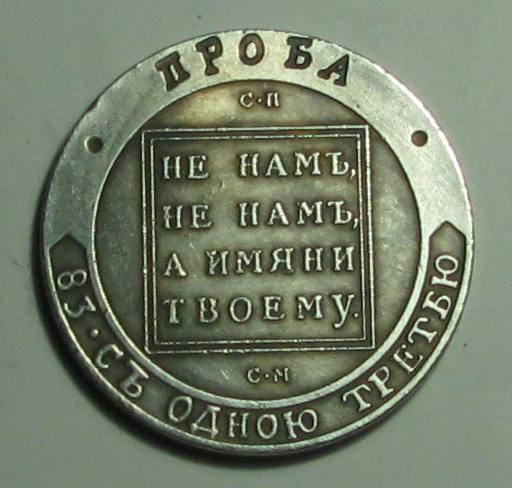 ПРОБА
С·П
НЕ НАМЪ,
НЕ НАМЪ,
А ИМЯНИ
ТВОЕМУ.
С·М
83·СЪ ОДНОЮ ТРЕТЬЮ